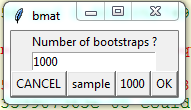 bmat
Number of bootstraps ?
1000
CANCEL sample 1000 OK